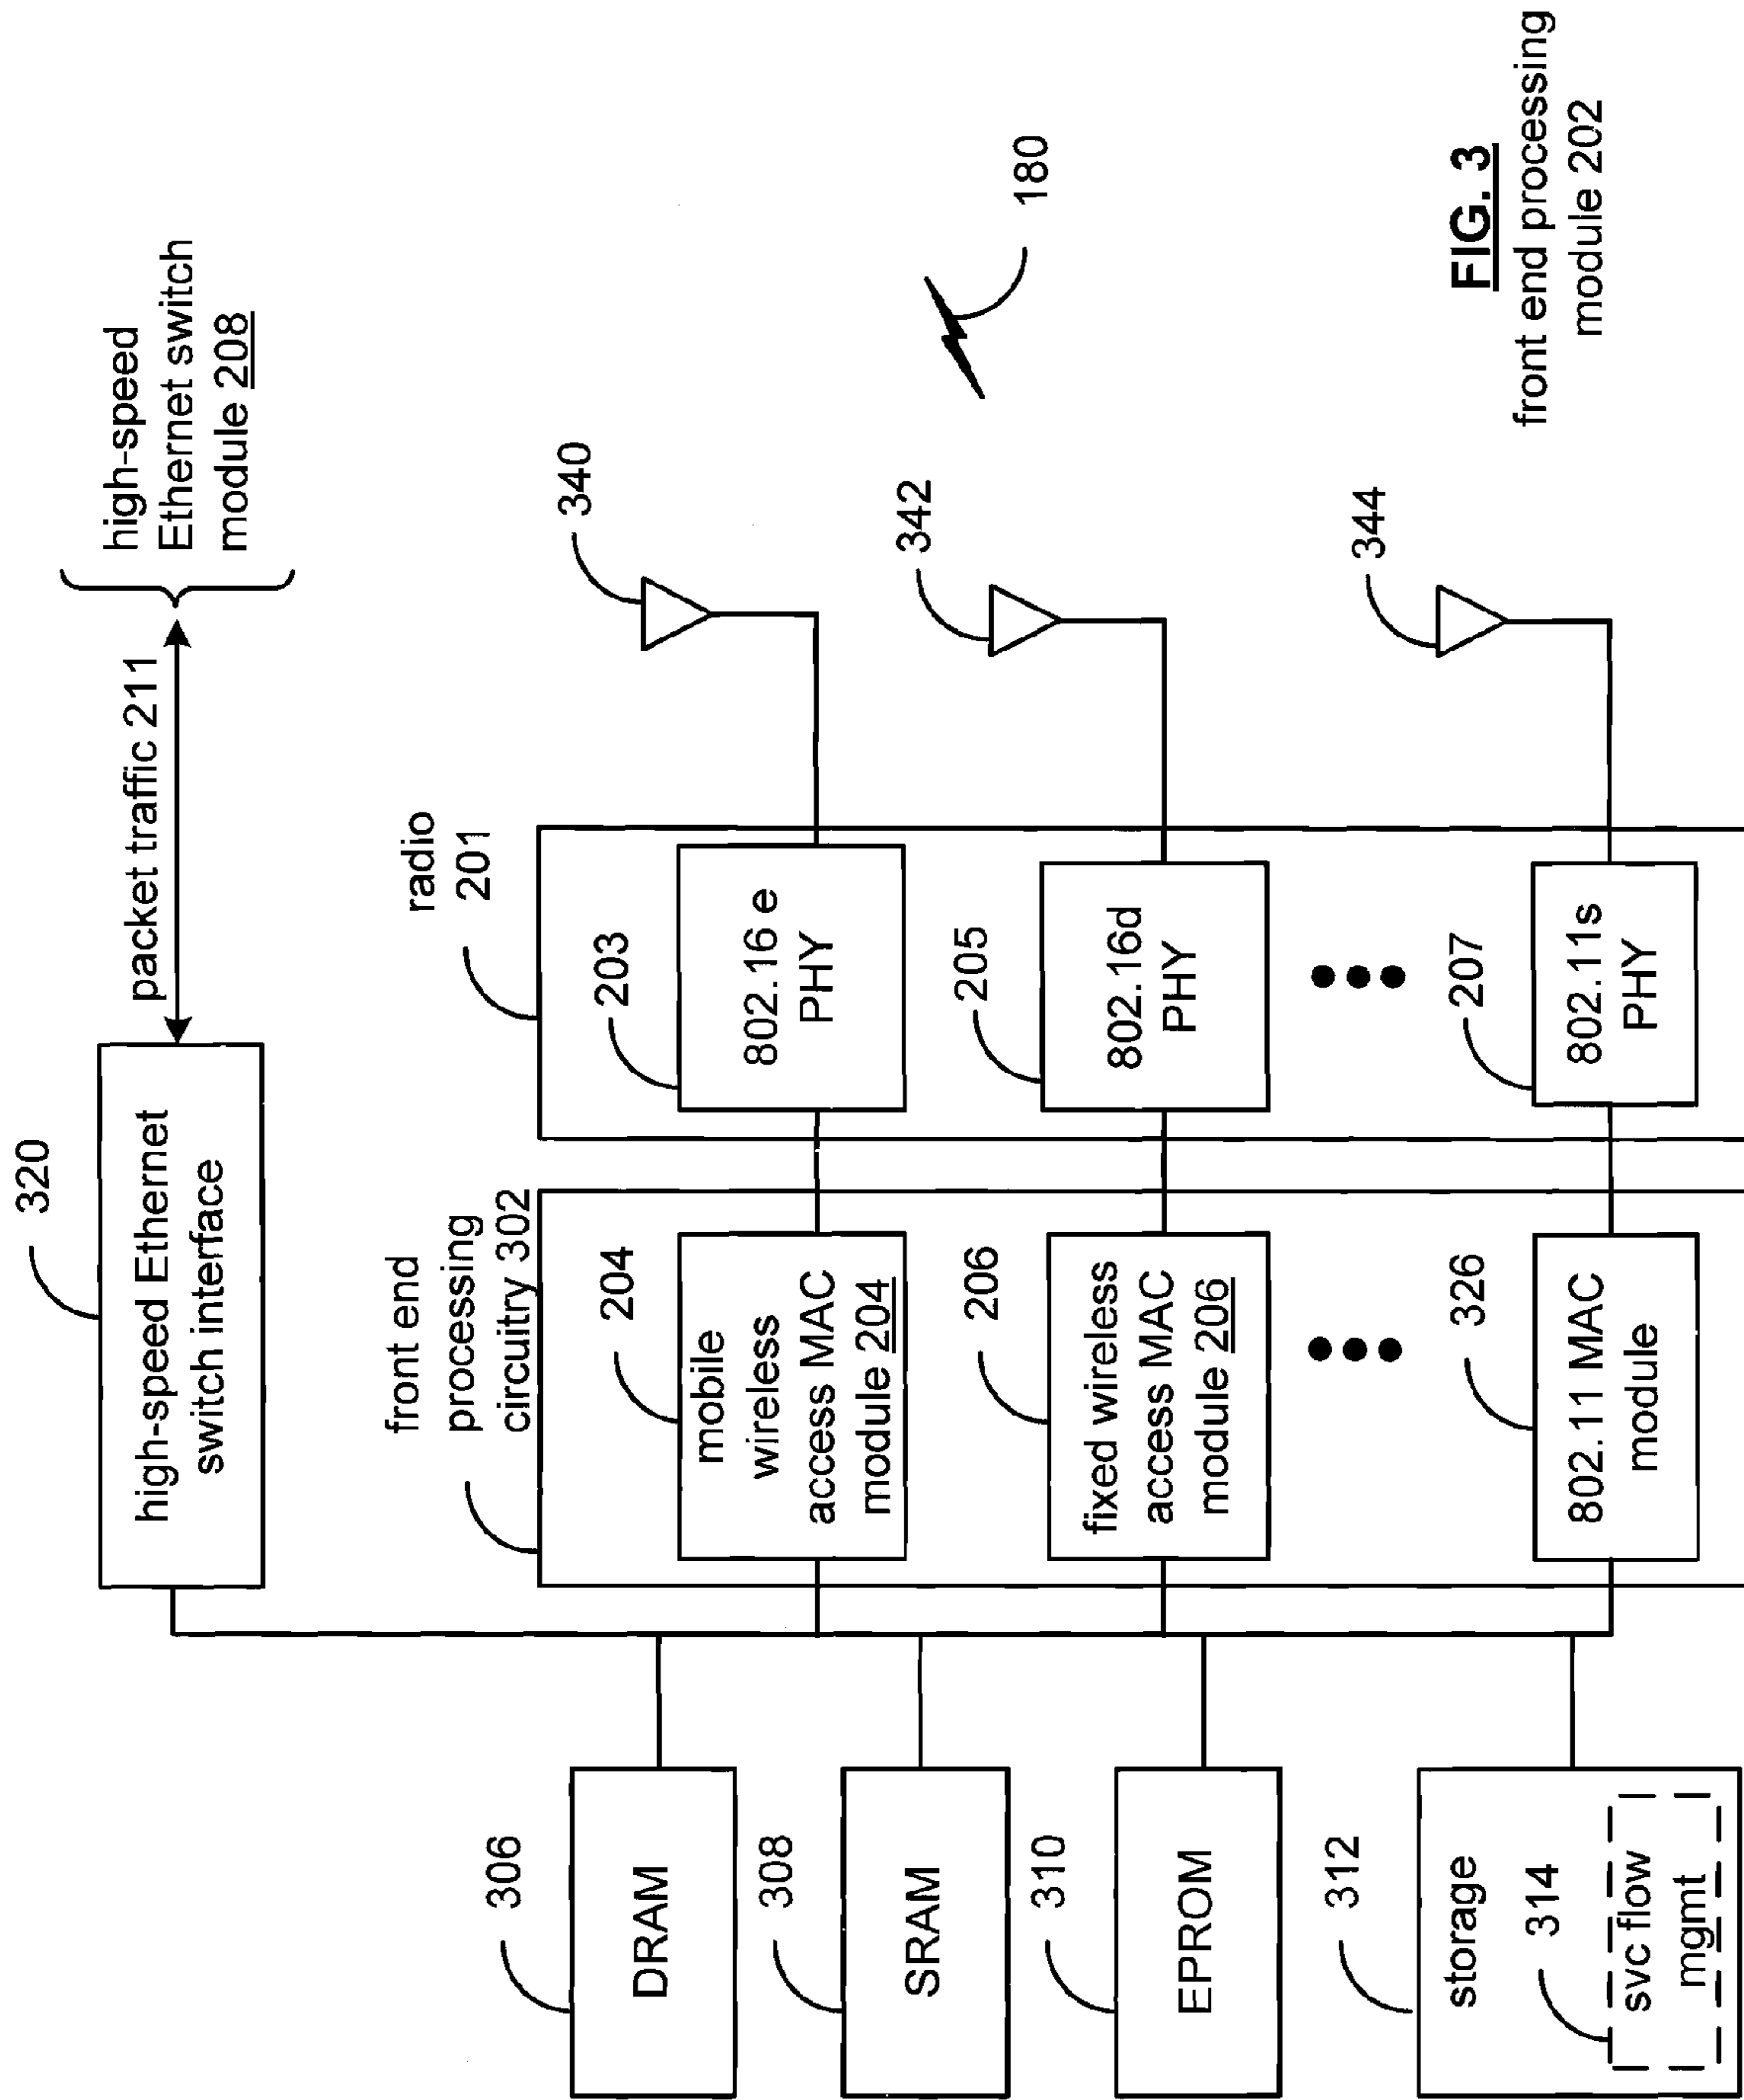 320
high-speed Ethernet
switch interface
packet traffic 211
high-speed
Ethernet switch
module 208
front end
processing
circuitry 302
radio
201
306
DRAM
204
mobile
wireless
access MAC
module 204
203
802.16 e
PHY
340
308
SRAM
180
310
EPROM
206
fixed wireless
access MAC
module 206
205
802.16d
PHY
342
312
storage
314
svc flow
mgmt
326
802.11 MAC
module
207
802.11s
PHY
344
FIG. 3
front end processing
module 202